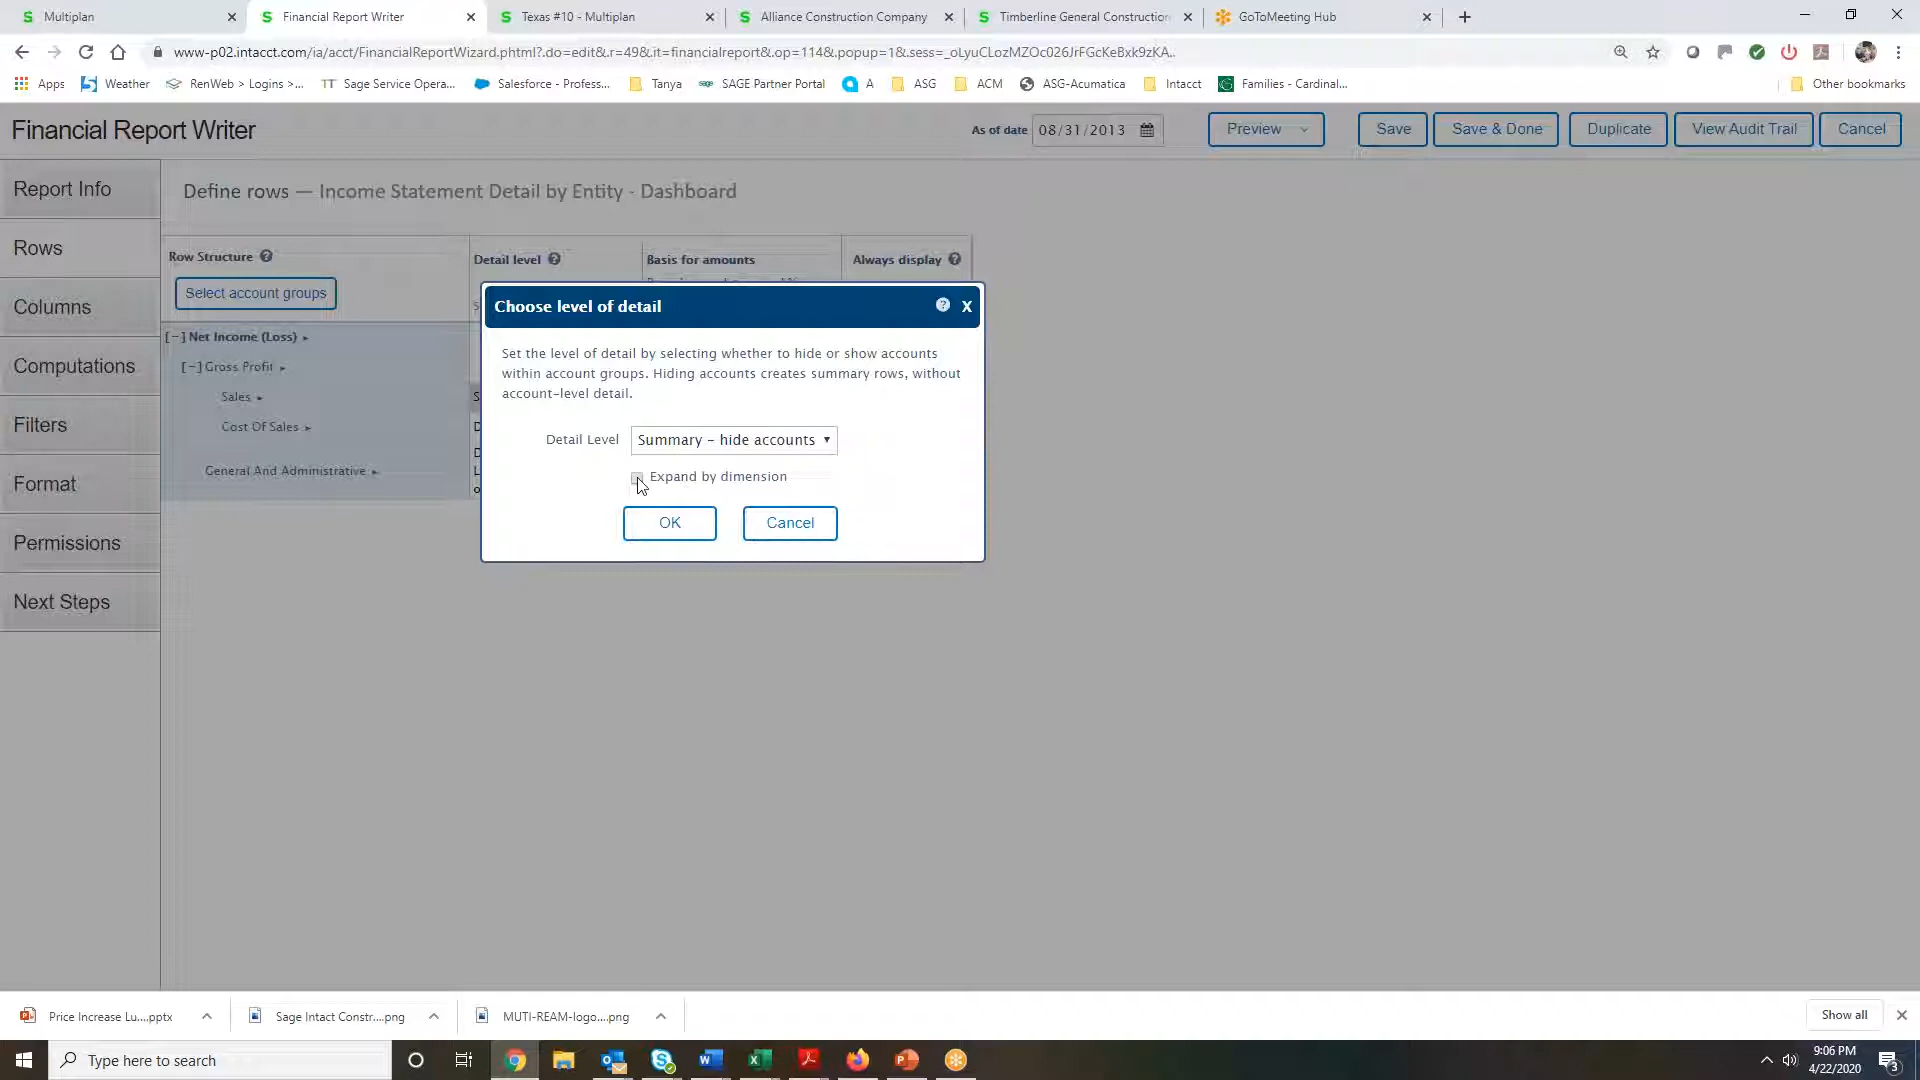 Multiplan
Financial Report Writer
Texas #10 - Multiplan
Alliance Construction Company
Timberline General Construction
GoToMeeting Hub
www-p02.intacct.com/ia/acct/FinancialReportWizard.phtml?.do=edit&.r=49&.it=financialreport&.op=114&.popup=1&.sess=_oLyuCLozMZOc026JrFGcKeBxk9zKA..
Apps
Weather
RenWeb > Logins >...
Sage Service Opera...
Salesforce - Profess...
Tanya
SAGE Partner Portal
A
ASG
ACM
ASG-Acumatica
Intacct
Families - Cardinal...
Other bookmarks
Financial Report Writer
As of date 08/31/2013
Preview
Save
Save & Done
Duplicate
View Audit Trail
Cancel
Report Info
Rows
Columns
Computations
Filters
Format
Permissions
Next Steps
Define rows — Income Statement Detail by Entity - Dashboard
Row Structure
Select account groups
Detail level
Basis for amounts
Always display
[-] Net Income (Loss)
[-] Gross Profit
Sales
Cost Of Sales
General And Administrative
Choose level of detail
X
Set the level of detail by selecting whether to hide or show accounts
within account groups. Hiding accounts creates summary rows, without
account-level detail.
Detail Level
Summary - hide accounts
Expand by dimension
OK
Cancel
Price Increase Lu....pptx
Sage Intact Constr....png
MUTI-REAM-logo....png
Show all
Type here to search
9:06 PM
4/22/2020
3